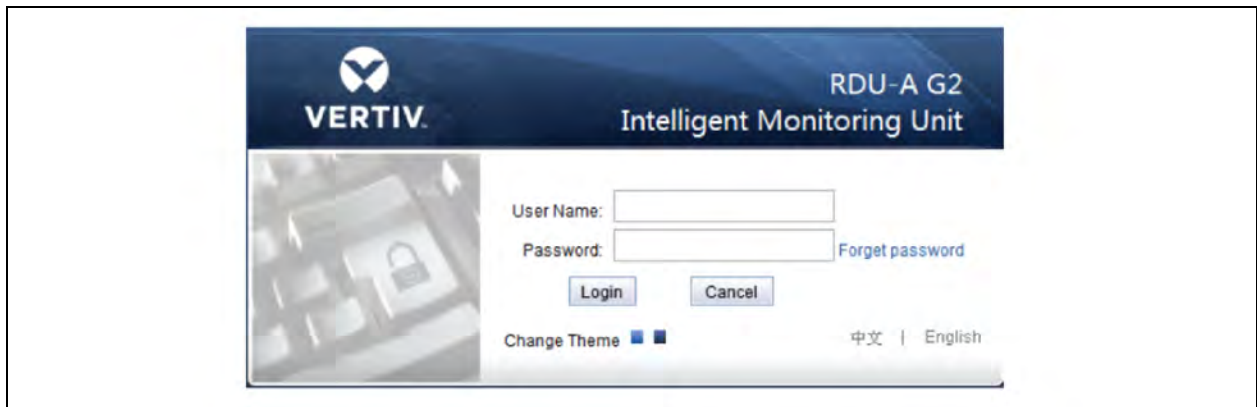 VERTIV.
RDU-A G2
Intelligent Monitoring Unit
User Name:
Password:
Forget password
Login
Cancel
Change Theme
中文 | English